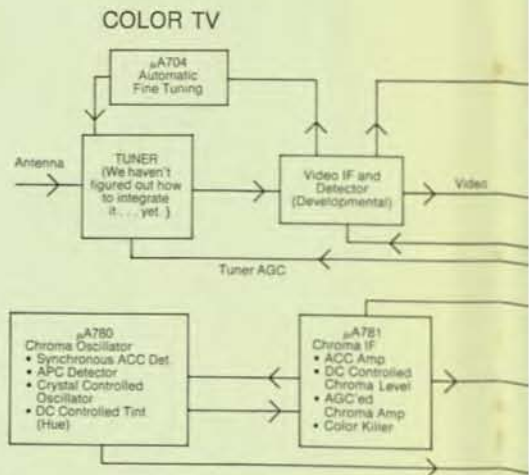 COLOR TV
μA704
Automatic
Fine Tuning
Antenna
TUNER
(We haven't
figured out how
to integrate
it . . . yet. )
Video IF and
Detector
(Developmental)
Video
Tuner AGC
μA780
Chroma Oscillator
• Synchronous ACC Det.
• APC Detector
• Crystal Controlled
Oscillator
• DC Controlled Tint
(Hue)
μA781
Chroma IF
• ACC Amp
• DC Controlled
Chroma Level
• AGC'ed
Chroma Amp
• Color Killer